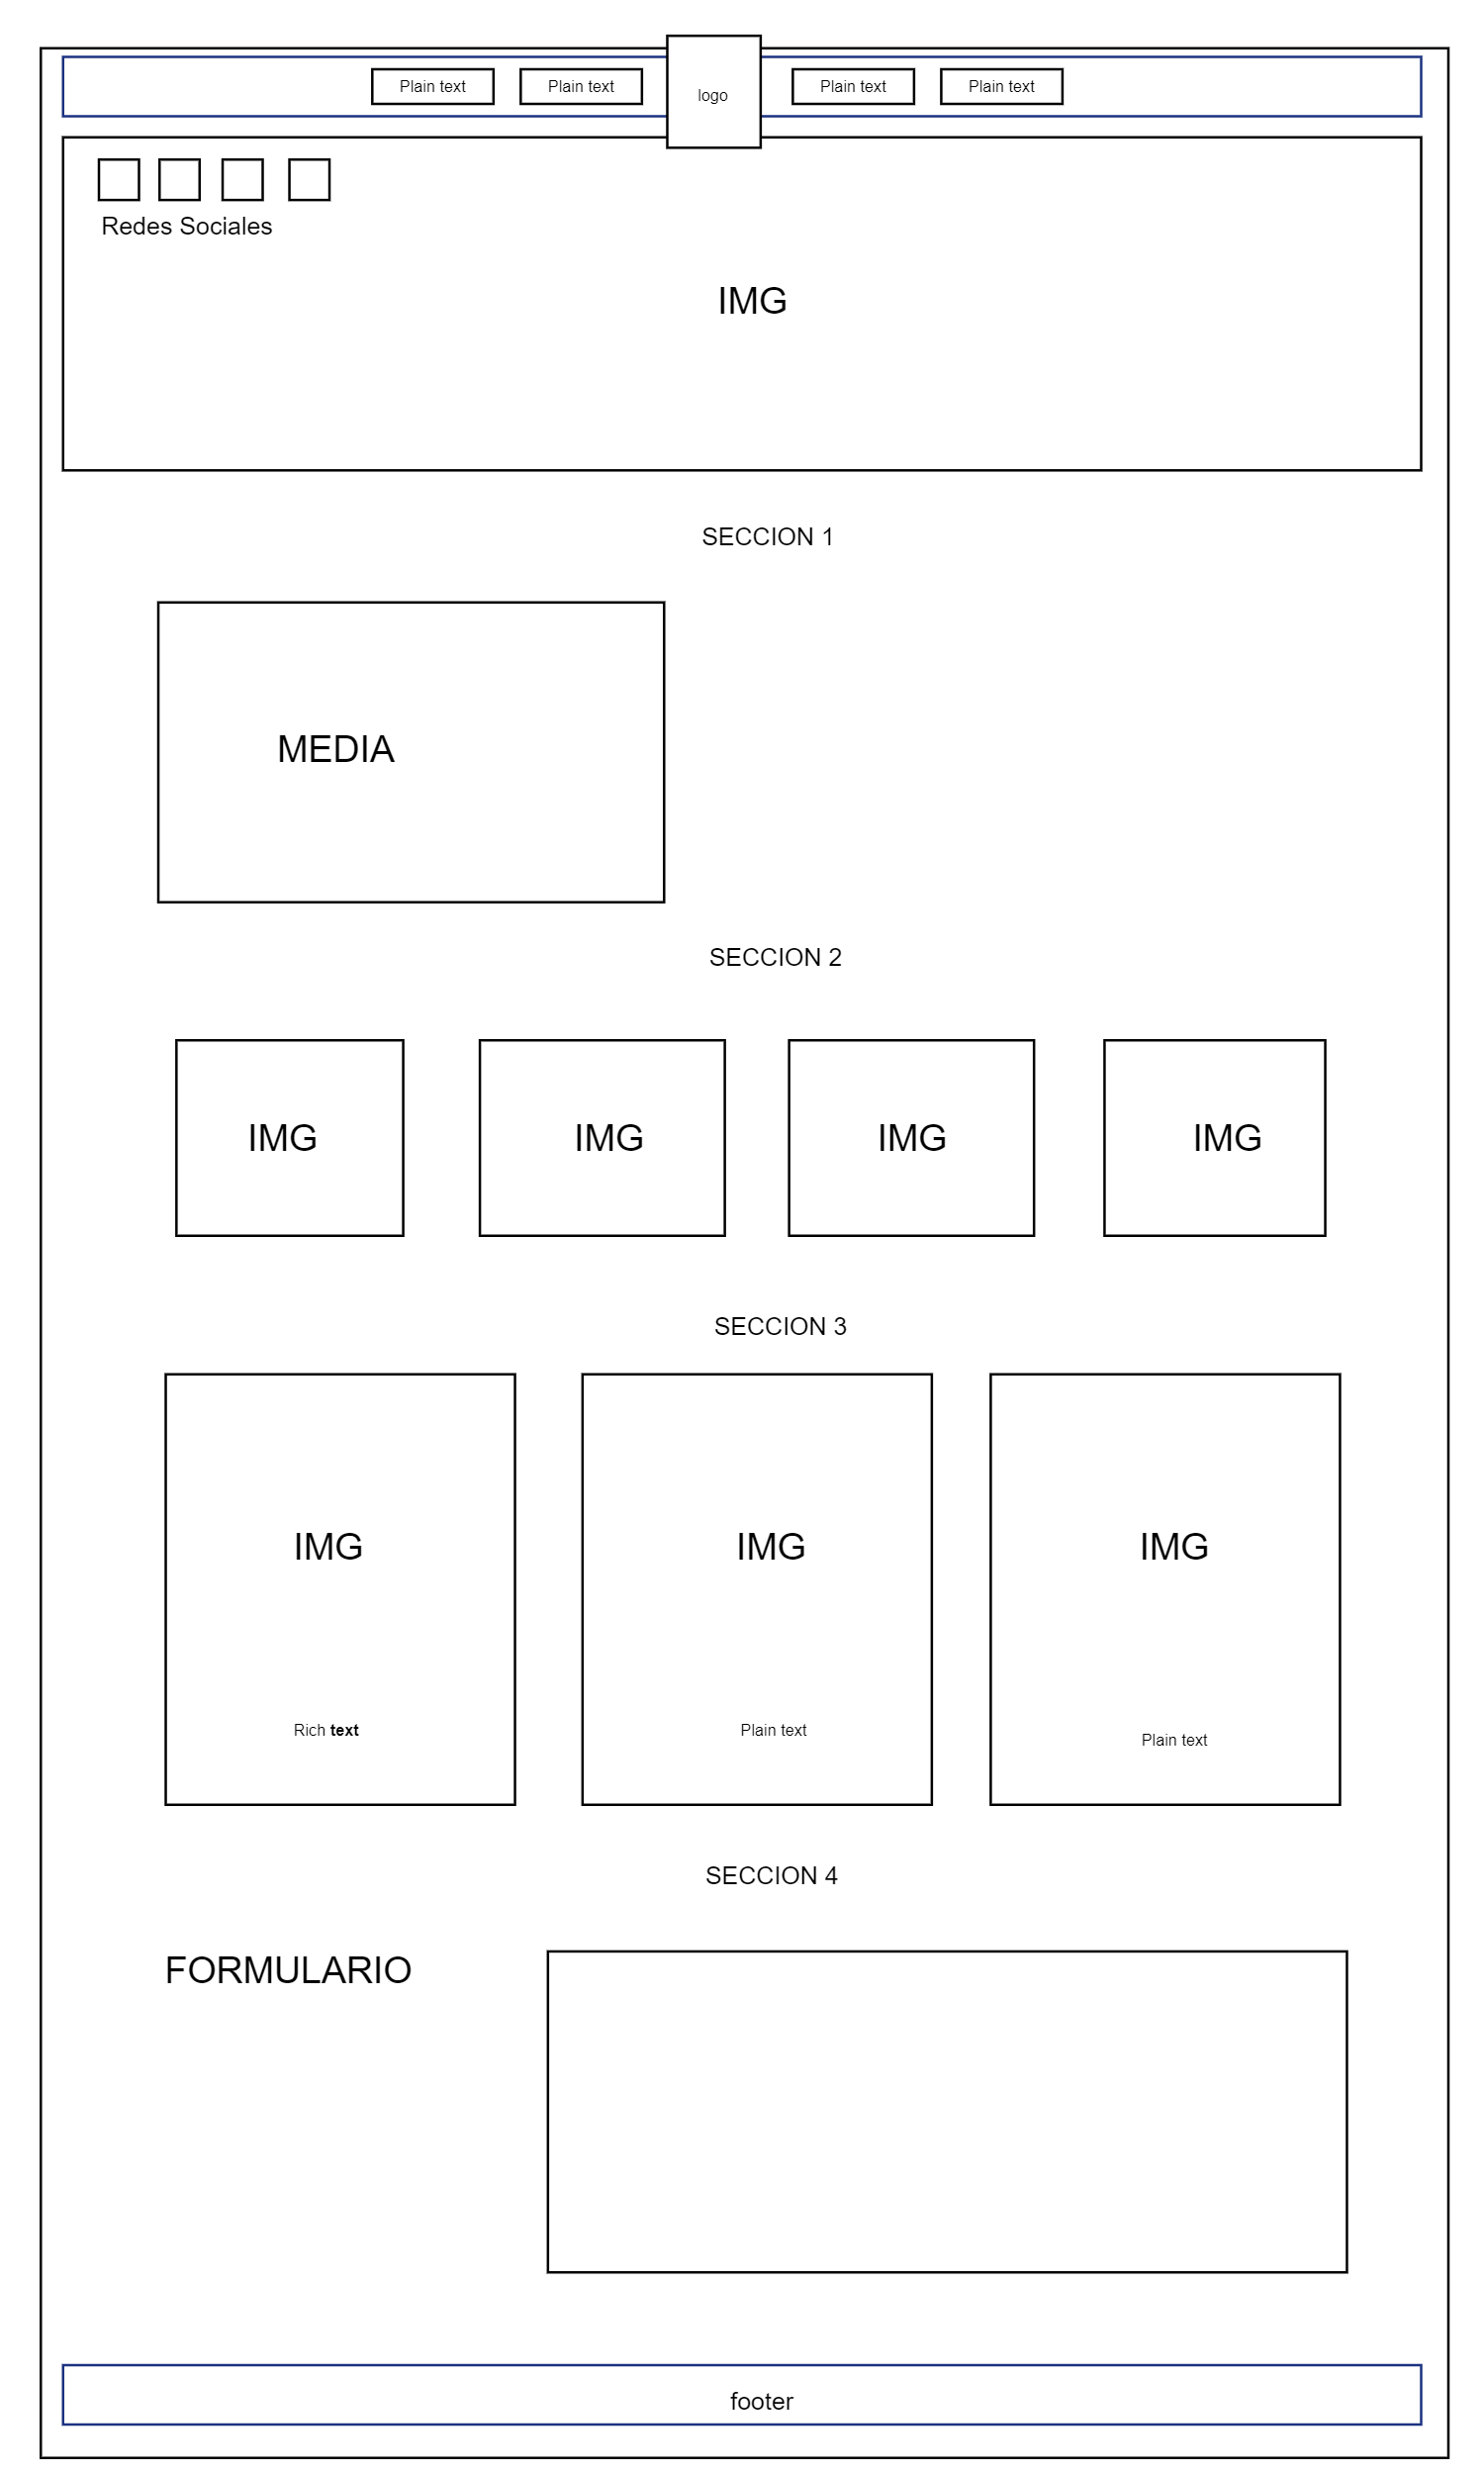 Plain text
Plain text
logo
Plain text
Plain text
Redes Sociales
IMG
SECCION 1
MEDIA
SECCION 2
IMG
IMG
IMG
IMG
SECCION 3
IMG
IMG
IMG
Rich text
Plain text
Plain text
SECCION 4
FORMULARIO
footer